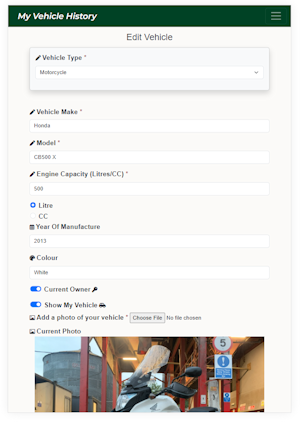 My Vehicle History
Edit Vehicle
Vehicle Type *
Motorcycle
Vehicle Make *
Honda
Model *
CB500 X
Engine Capacity (Litres/CC) *
500
Litre
CC
Year Of Manufacture
2013
Colour
White
Current Owner
Show My Vehicle
Add a photo of your vehicle * Choose File No file chosen
Current Photo
5